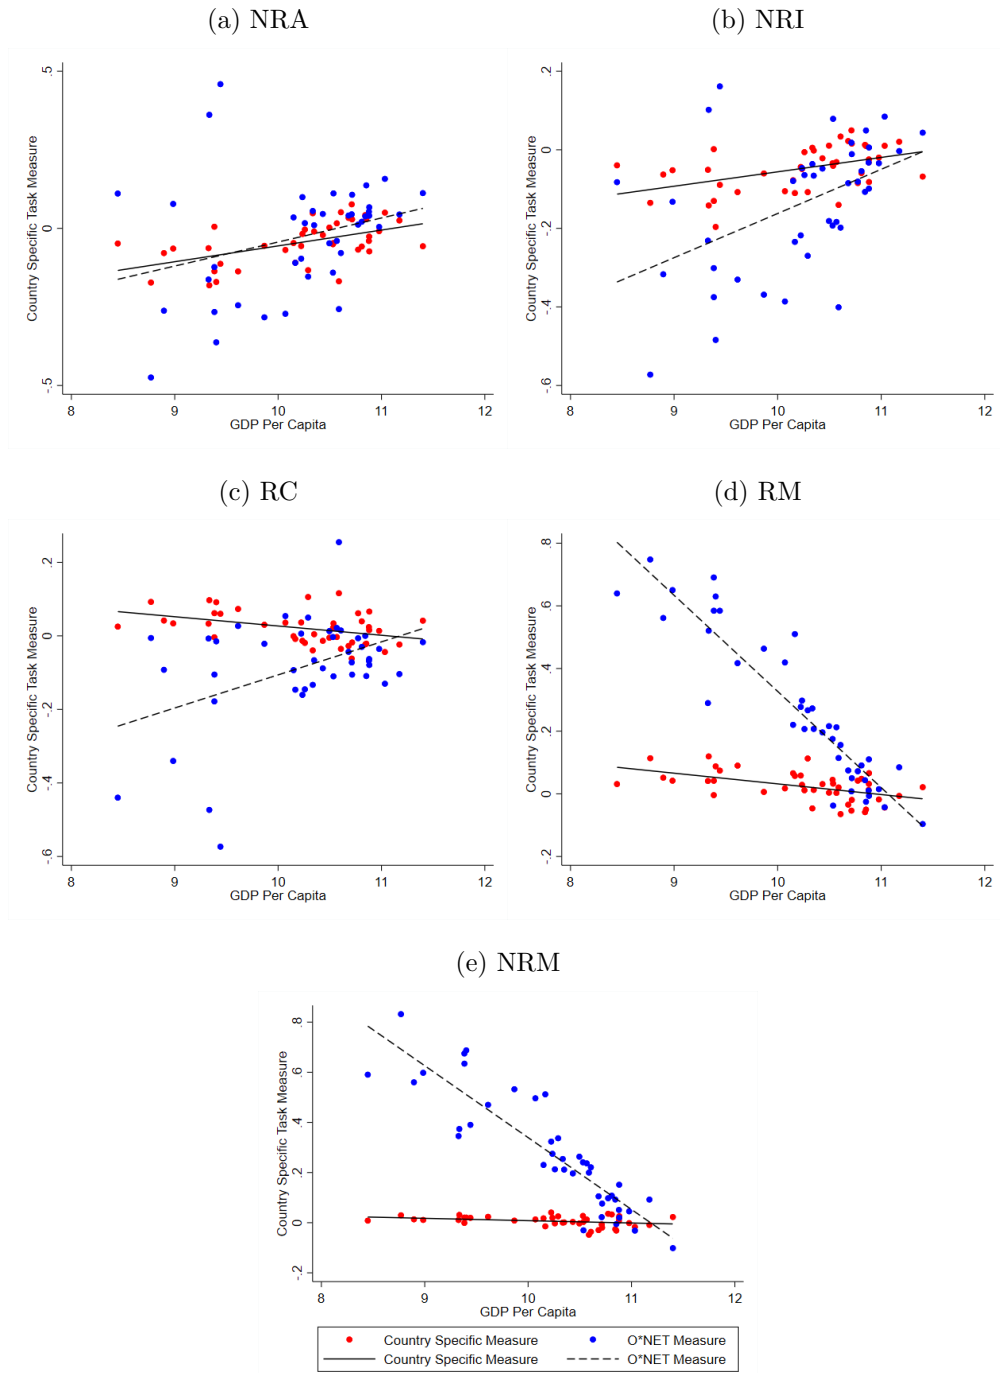 (a) NRA
(b) NRI
Country Specific Task Measure
.5
0
-.5
8 9 10 11 12
GDP Per Capita
Country Specific Task Measure
.2
0
-.2
-.4
-.6
8 9 10 11 12
GDP Per Capita
(c) RC
(d) RM
Country Specific Task Measure
.2
0
-.2
-.4
-.6
8 9 10 11 12
GDP Per Capita
Country Specific Task Measure
.8
.6
.4
.2
0
-.2
8 9 10 11 12
GDP Per Capita
(e) NRM
Country Specific Task Measure
.8
.6
.4
.2
0
-.2
8 9 10 11 12
GDP Per Capita
Country Specific Measure O*NET Measure
Country Specific Measure O*NET Measure